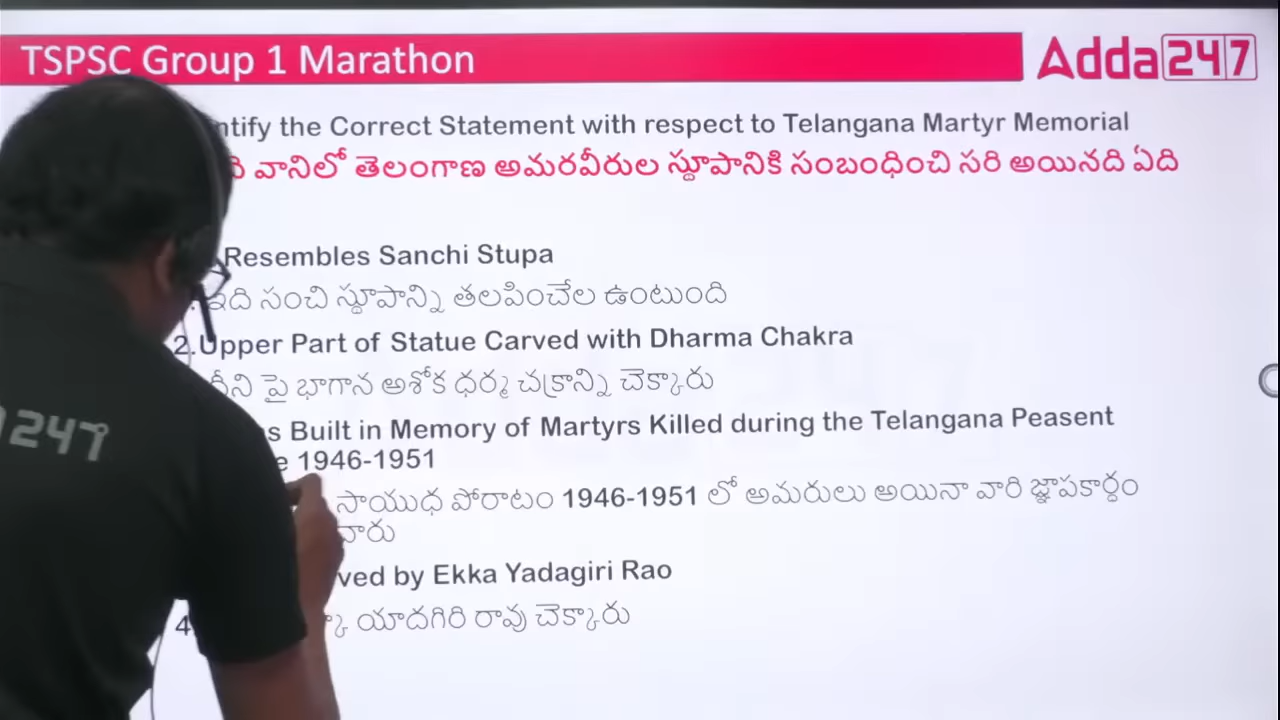 TSPSC Group 1 Marathon
Adda247
the Correct Statement with respect to Telangana Martyr Memorial
వానిలో తెలంగాణ అమరవీరుల స్థూపానికి సంబంధించి సరి అయినది ఏది
Resembles Sanchi Stupa
ఇది సంచి స్థూపాన్ని తలపించేల ఉంటుంది
2.Upper Part of Statue Carved with Dharma Chakra
పై భాగాన అశోక ధర్మ చక్రాన్ని చెక్కారు
Built in Memory of Martyrs Killed during the Telangana Peasent
1946-1951
సాయుధ పోరాటం 1946-1951 లో అమరులు అయినా వారి జ్ఞాపకార్థం
by Ekka Yadagiri Rao
4
యాదగిరి రావు చెక్కారు
247